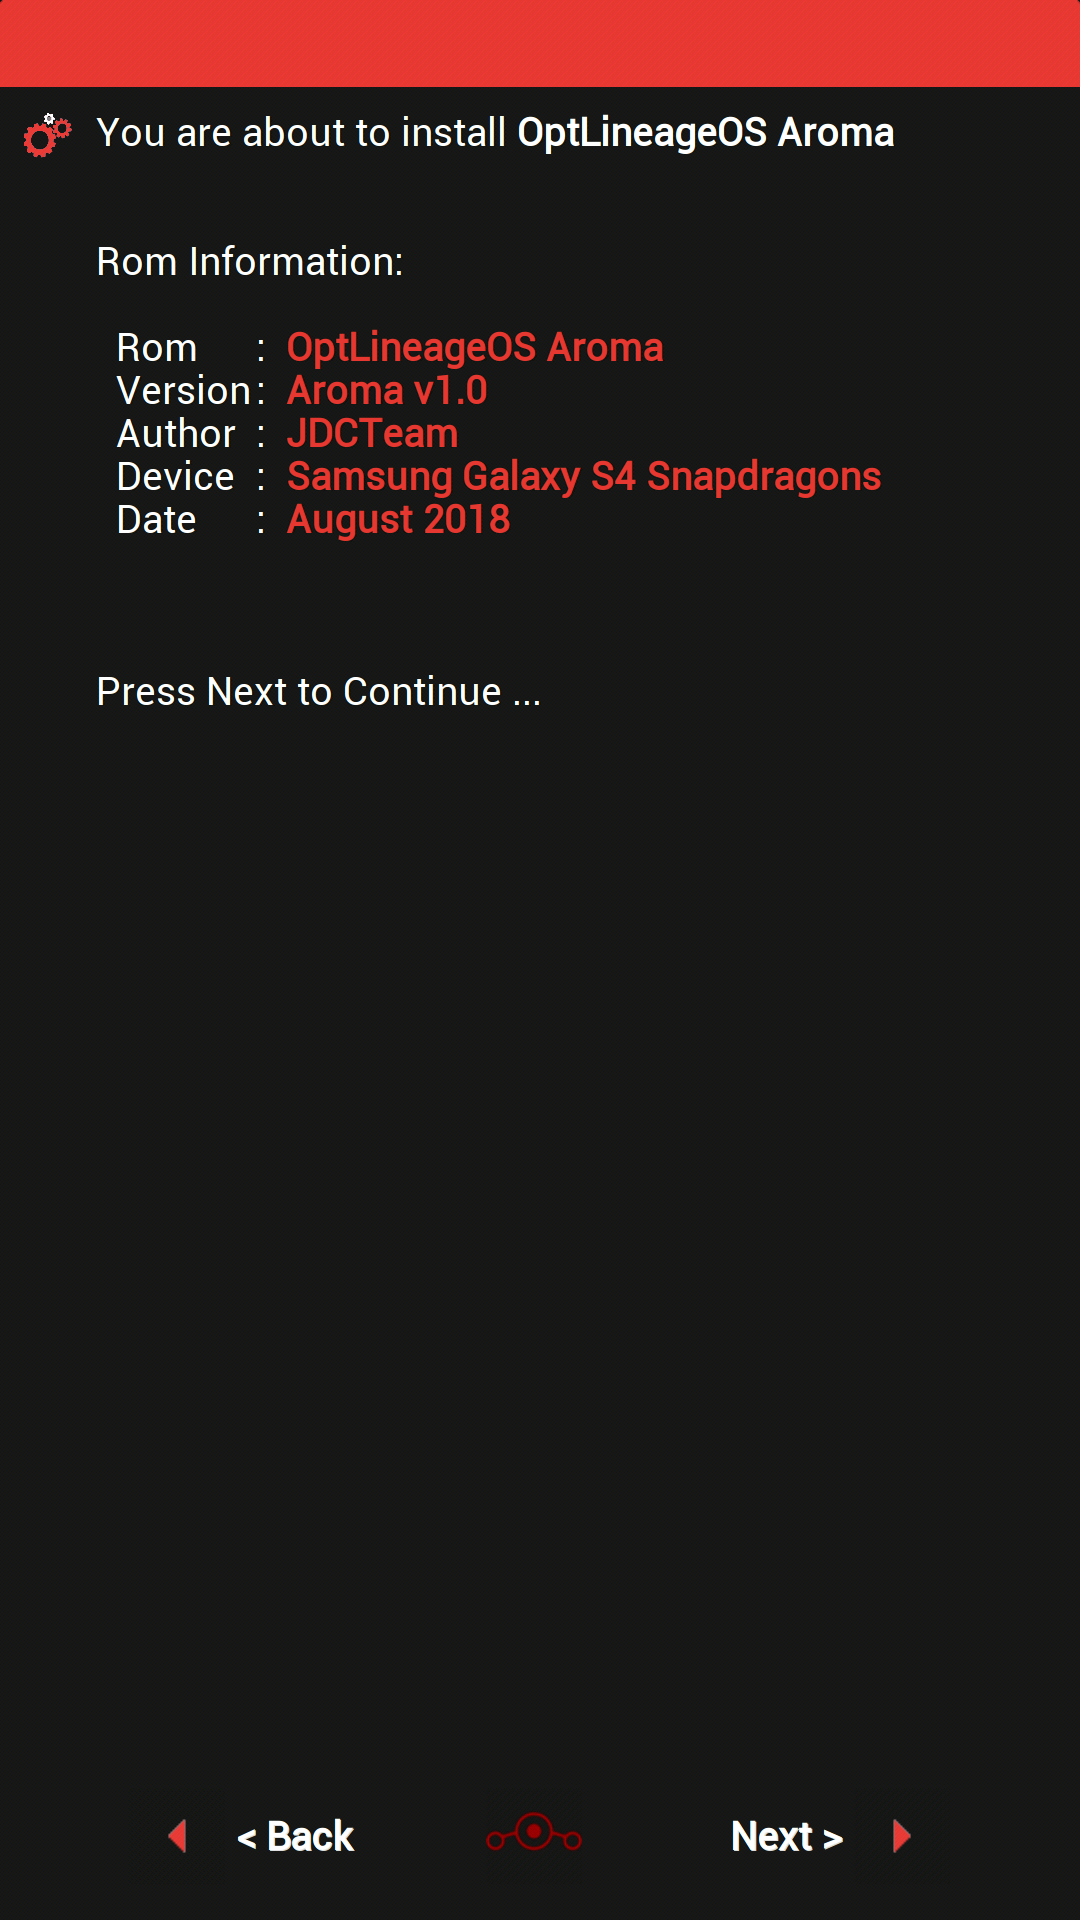 You are about to install OptLineageOS Aroma
Rom Information:
Rom : OptLineageOS Aroma
Version : Aroma v1.0
Author : JDCTeam
Device : Samsung Galaxy S4 Snapdragons
Date : August 2018
Press Next to Continue ...
< Back Next >